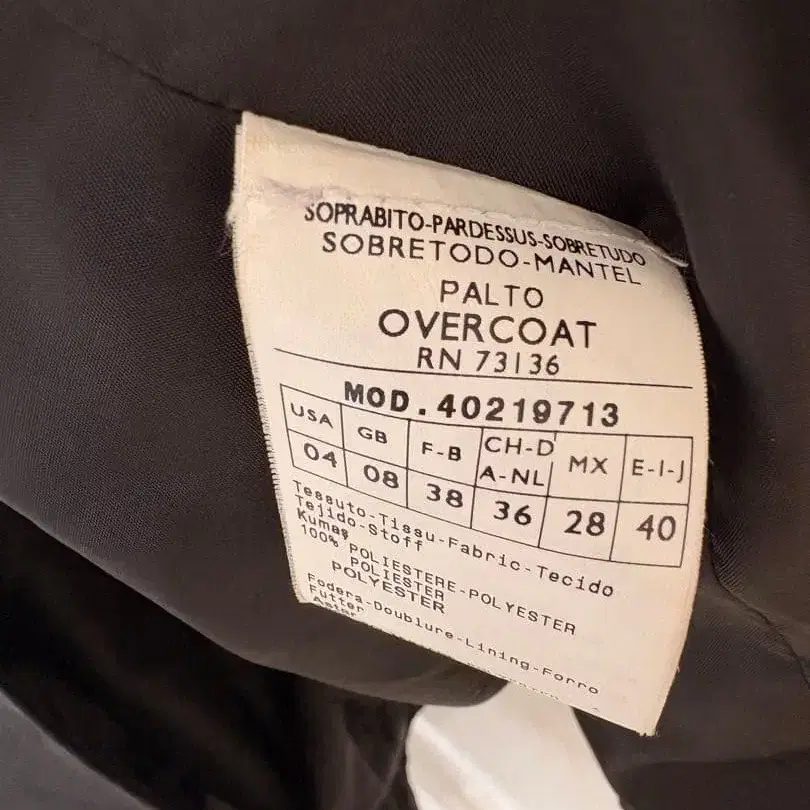 SOPRABITO-PARDESSUS-SOBRETUDO
SOBRETODO-MANTEL
PALTO
OVERCOAT
RN 73136
MOD. 40219713
USA GB F-B CH-D A-NL MX E-I-J
04 08 38 36 28 40
Tessuto-Tissu-Fabric-Tecido
Tejido-Stoff
Kumaş
100% POLIESTERE-POLYESTER
POLIESTER
POLYESTER
Fodera-Doublure-Lining-Forro
Futter
Astar